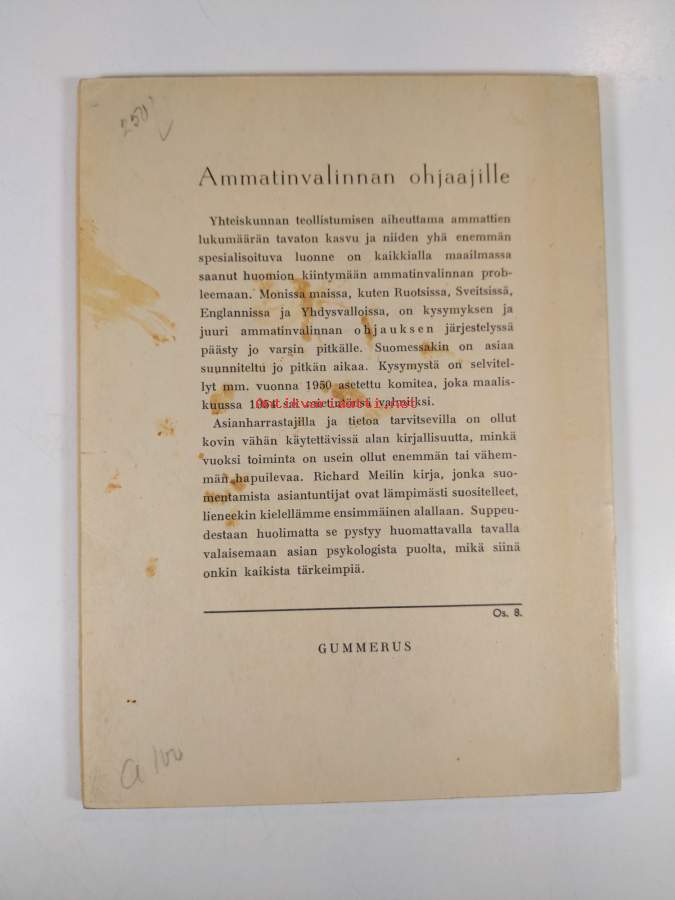 250
Ammatinvalinnan ohjaajille
Yhteiskunnan teollistumisen aiheuttama ammattien
lukumäärän tavaton kasvu ja niiden yhä enemmän
spesialisoituva luonne on kaikkialla maailmassa
saanut huomion kiintymään ammatinvalinnan prob-
leemaan. Monissa maissa, kuten Ruotsissa, Sveitsissä,
Englannissa ja Yhdysvalloissa, on kysymyksen ja
juuri ammatinvalinnan ohjauksen järjestelyssä
päästy jo varsin pitkälle. Suomessakin on asiaa
suunniteltu jo pitkän aikaa. Kysymystä on selvitel-
lyt mm. vuonna 1950 asetettu komitea, joka maalis-
kuussa 1954 sai mietintönsä valmiiksi.
Asianharrastajilla ja tietoa tarvitsevilla on ollut
kovin vähän käytettävissä alan kirjallisuutta, minkä
vuoksi toiminta on usein ollut enemmän tai vähem-
män hapuilevaa. Richard Meilin kirja, jonka suo-
mentamista asiantuntijat ovat lämpimästi suositelleet,
lieneekin kielellämme ensimmäinen alallaan. Suppeu-
destaan huolimatta se pystyy huomattavalla tavalla
valaisemaan asian psykologista puolta, mikä siinä
onkin kaikista tärkeimpiä.
Os. 8.
GUMMERUS
a 100